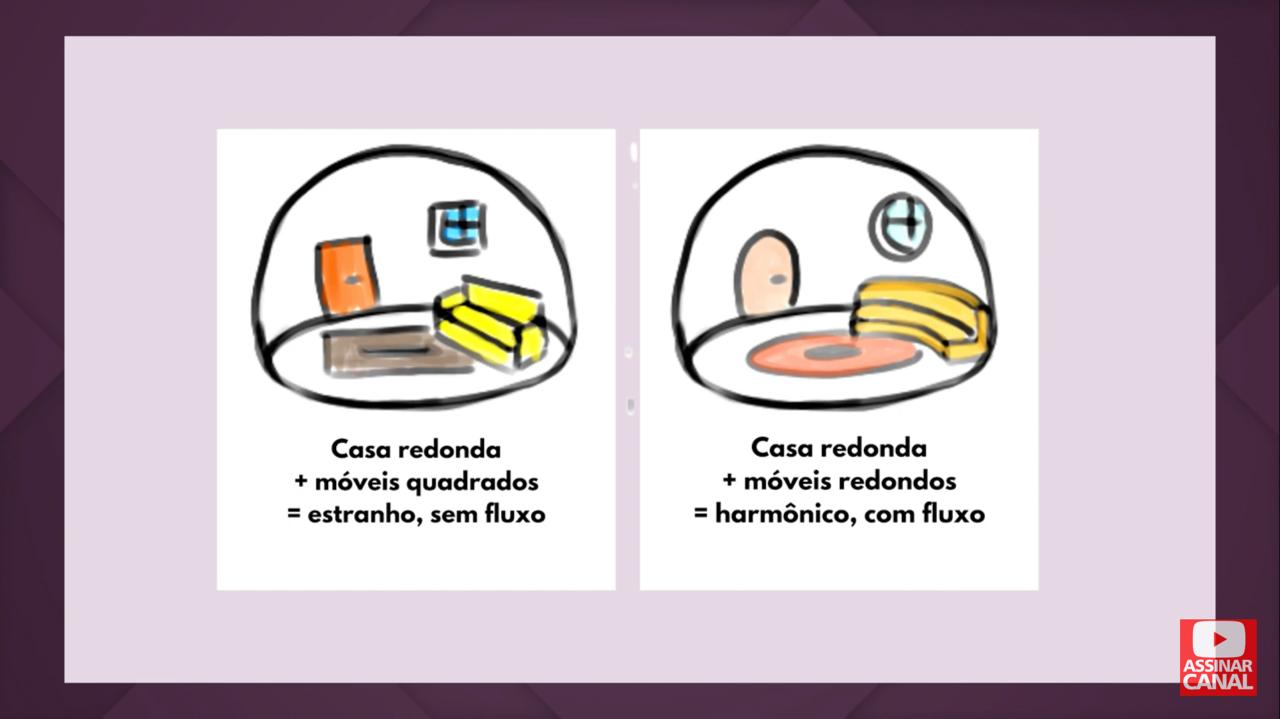 Casa redonda
+ móveis quadrados
= estranho, sem fluxo
Casa redonda
+ móveis redondos
= harmônico, com fluxo
ASSINAR
CANAL